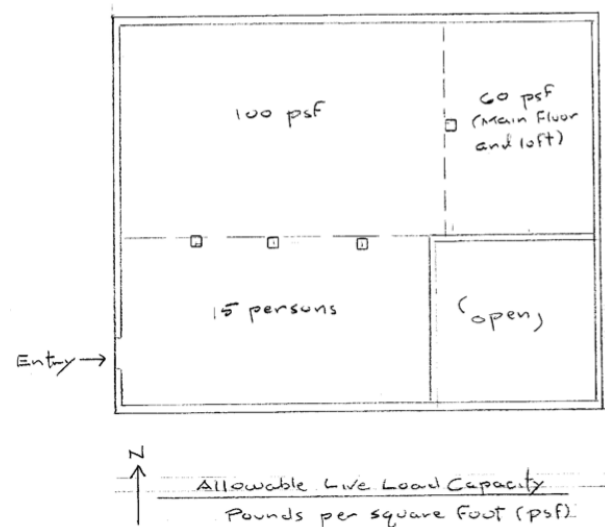 100 psf
60 psf
(Main Floor
and loft)
15 persons
(open)
Entry →
N
Allowable Live Load Capacity
Pounds per square Foot (psf)